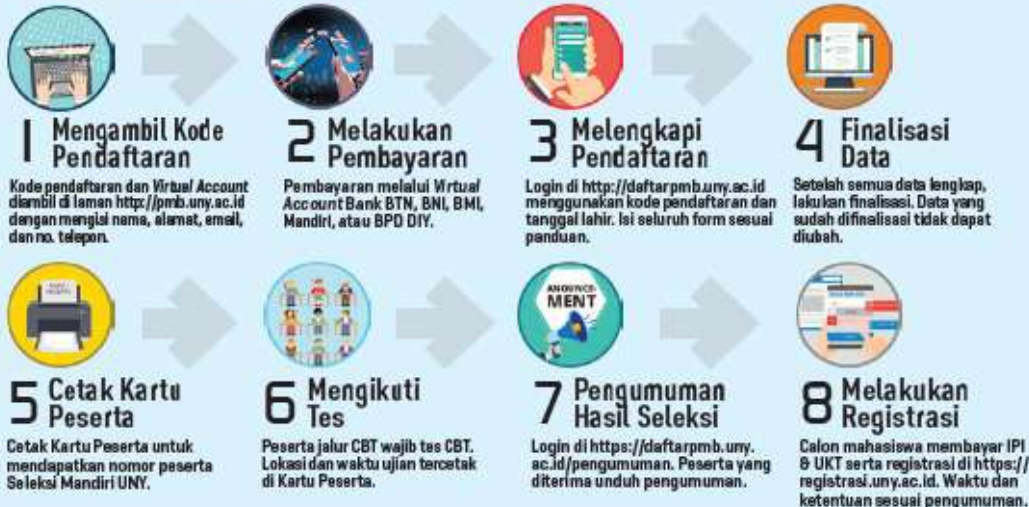 1 Mengambil Kode
Pendaftaran
Kode pendaftaran dan Virtual Account
diambil di laman http://pmb.uny.ac.id
dengan mengisi nama, alamat, email,
dan no. telepon.
2 Melakukan
Pembayaran
Pembayaran melalui Virtual
Account Bank BTN, BNI, BMI,
Mandiri, atau BPD DIY.
3 Melengkapi
Pendaftaran
Login di http://daftarpmb.uny.ac.id
menggunakan kode pendaftaran dan
tanggal lahir. Isi seluruh form sesuai
panduan.
4 Finalisasi
Data
Setelah semua data lengkap,
lakukan finalisasi. Data yang
sudah difinalisasi tidak dapat
diubah.
5 Cetak Kartu
Peserta
Cetak Kartu Peserta untuk
mendapatkan nomor peserta
Seleksi Mandiri UNY.
6 Mengikuti
Tes
Peserta jalur CBT wajib tes CBT.
Lokasi dan waktu ujian tercetak
di Kartu Peserta.
ANOUNCE-
MENT
7 Pengumuman
Hasil Seleksi
Login di https://daftarpmb.uny.
ac.id/pengumuman. Peserta yang
diterima unduh pengumuman.
8 Melakukan
Registrasi
Calon mahasiswa membayar IPI
& UKT serta registrasi di https://
registrasi.uny.ac.id. Waktu dan
ketentuan sesuai pengumuman.